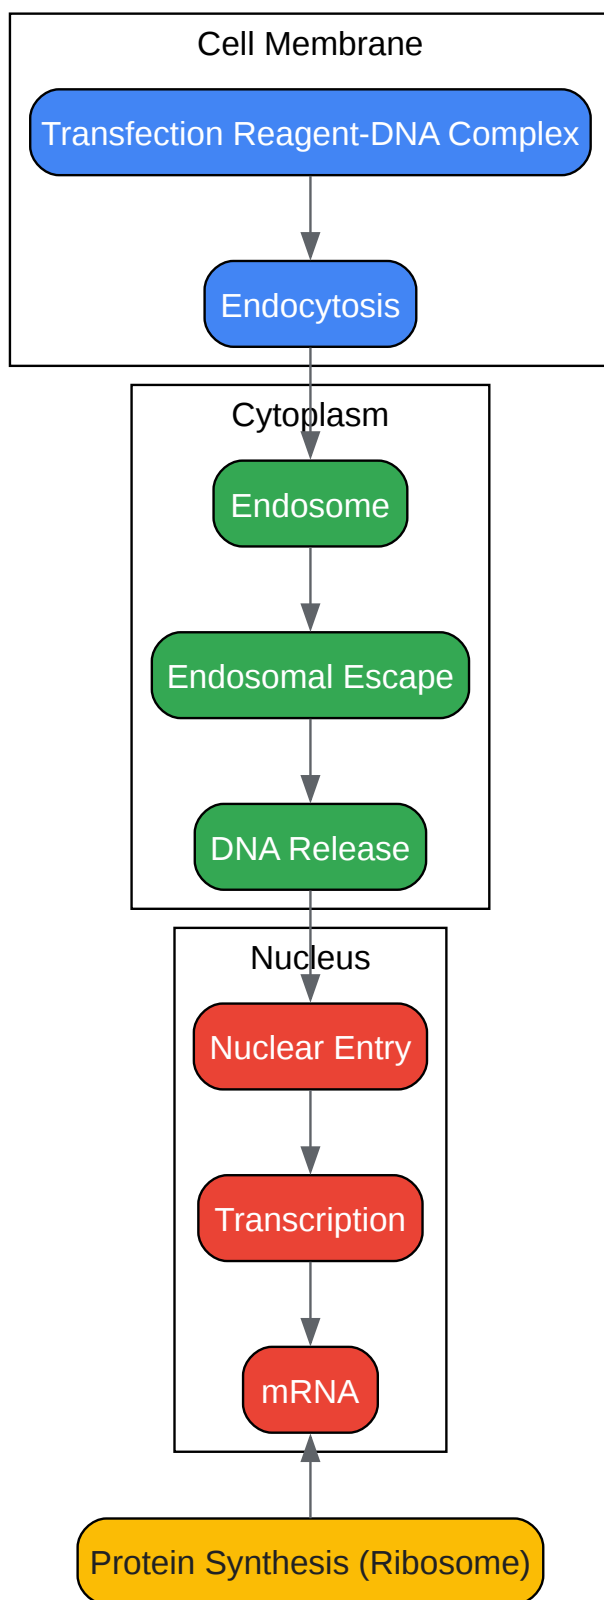 Cell Membrane
Transfection Reagent-DNA Complex
Endocytosis
Cytoplasm
Endosome
Endosomal Escape
DNA Release
Nucleus
Nuclear Entry
Transcription
mRNA
Protein Synthesis (Ribosome)